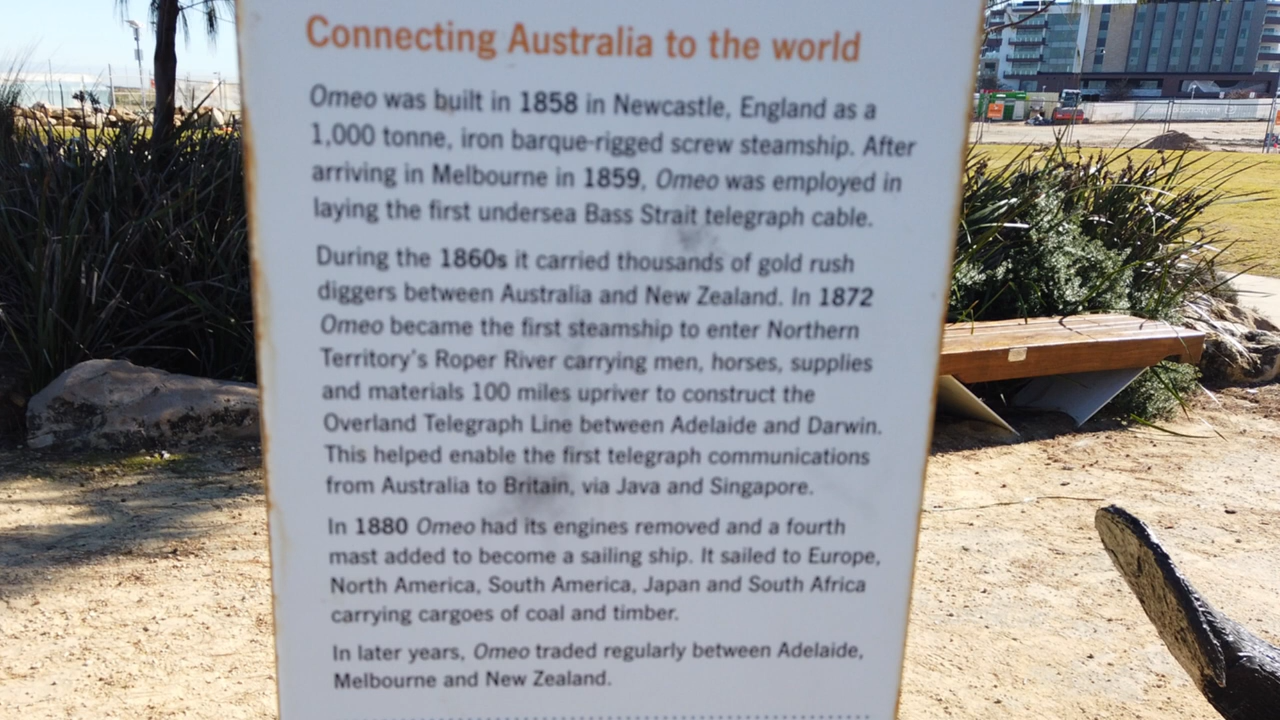 Connecting Australia to the world
Omeo was built in 1858 in Newcastle, England as a
1,000 tonne, iron barque-rigged screw steamship. After
arriving in Melbourne in 1859, Omeo was employed in
laying the first undersea Bass Strait telegraph cable.
During the 1860s it carried thousands of gold rush
diggers between Australia and New Zealand. In 1872
Omeo became the first steamship to enter Northern
Territory's Roper River carrying men, horses, supplies
and materials 100 miles upriver to construct the
Overland Telegraph Line between Adelaide and Darwin.
This helped enable the first telegraph communications
from Australia to Britain, via Java and Singapore.
In 1880 Omeo had its engines removed and a fourth
mast added to become a sailing ship. It sailed to Europe,
North America, South America, Japan and South Africa
carrying cargoes of coal and timber.
In later years, Omeo traded regularly between Adelaide,
Melbourne and New Zealand.